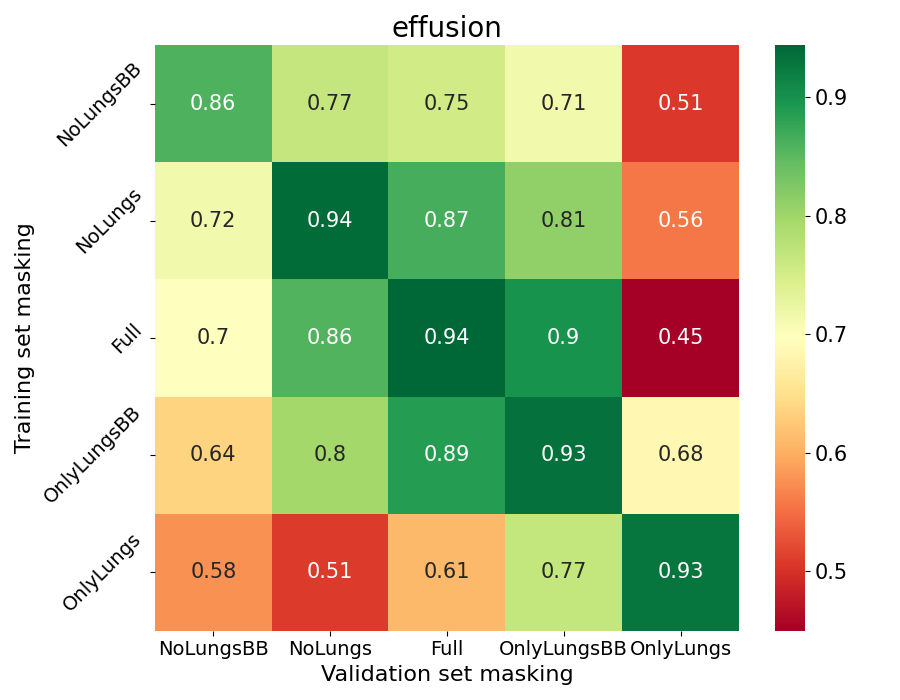 effusion
Training set masking
NoLungsBB 0.86 0.77 0.75 0.71 0.51
NoLungs 0.72 0.94 0.87 0.81 0.56
Full 0.7 0.86 0.94 0.9 0.45
OnlyLungsBB 0.64 0.8 0.89 0.93 0.68
OnlyLungs 0.58 0.51 0.61 0.77 0.93
NoLungsBB NoLungs Full OnlyLungsBB OnlyLungs
Validation set masking
0.9
0.8
0.7
0.6
0.5